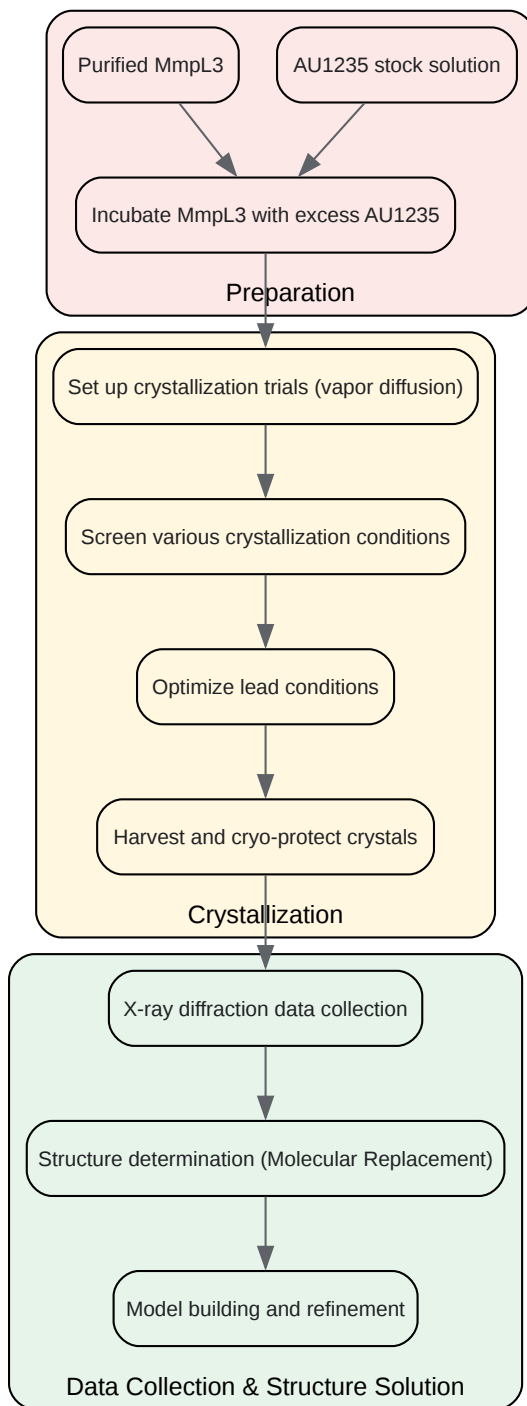 Purified MmpL3
AU1235 stock solution
Incubate MmpL3 with excess AU1235
Preparation
Set up crystallization trials (vapor diffusion)
Screen various crystallization conditions
Optimize lead conditions
Harvest and cryo-protect crystals
Crystallization
X-ray diffraction data collection
Structure determination (Molecular Replacement)
Model building and refinement
Data Collection & Structure Solution